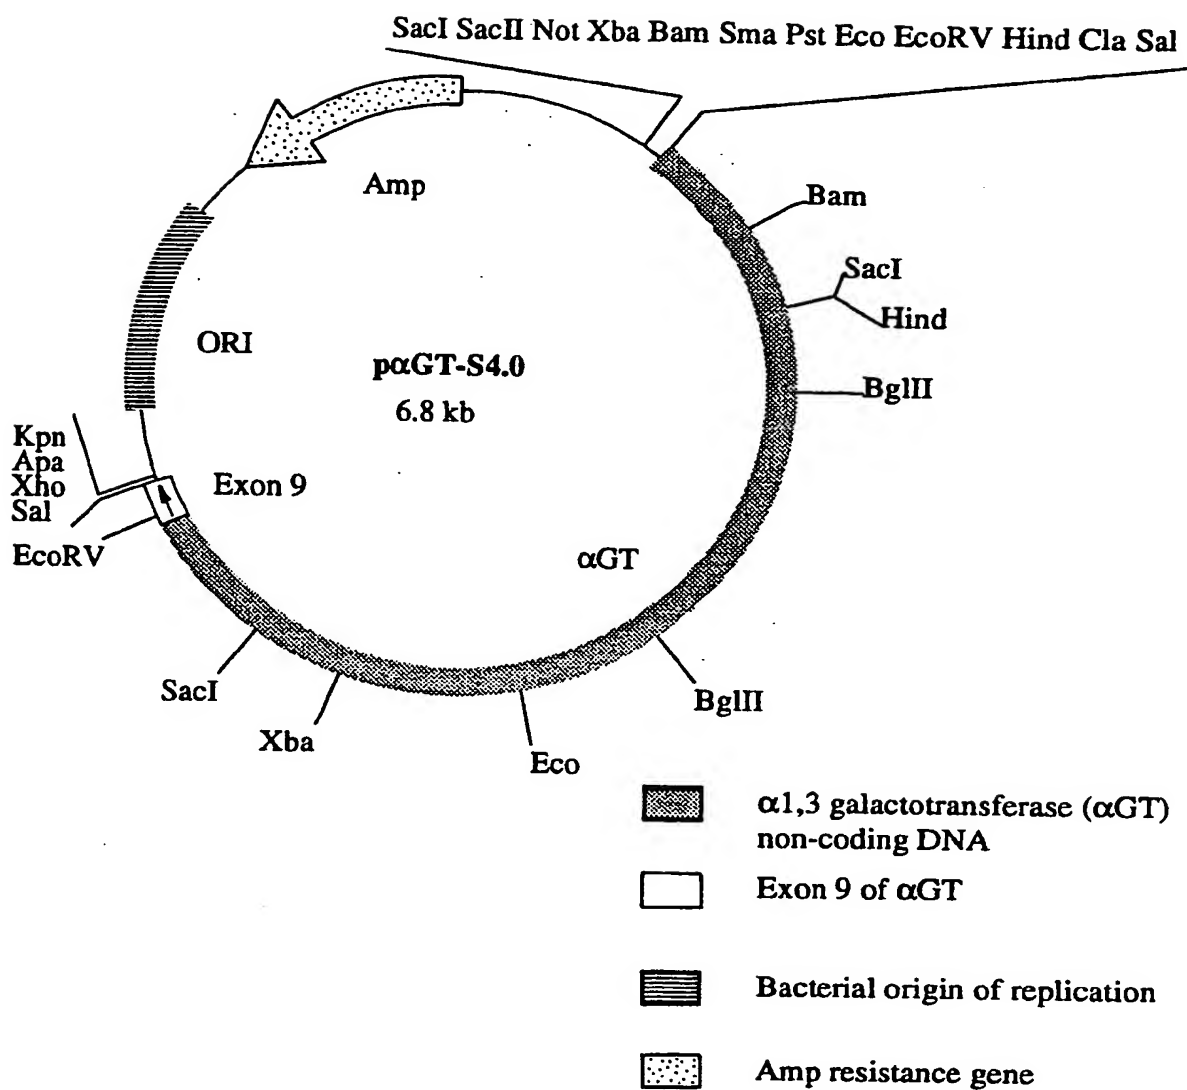 SacI SacII Not Xba Bam Sma Pst Eco EcoRV Hind Cla Sal
Amp
Bam
SacI
Hind
ORI
pαGT-S4.0
6.8 kb
BglII
Kpn
Apa
Xho
Sal
EcoRV
Exon 9
αGT
SacI
Xba
Eco
BglII
α1,3 galactotransferase (αGT)
non-coding DNA
Exon 9 of αGT
Bacterial origin of replication
Amp resistance gene